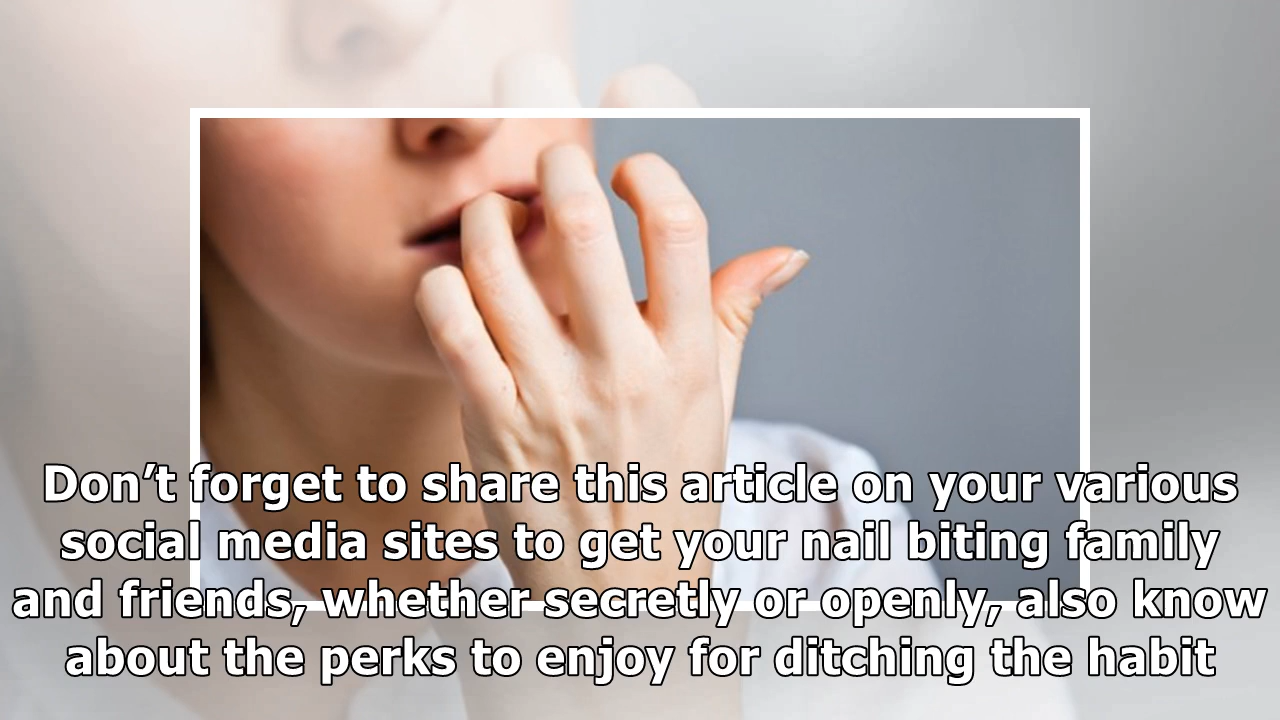 Don’t forget to share this article on your various
social media sites to get your nail biting family
and friends, whether secretly or openly, also know
about the perks to enjoy for ditching the habit